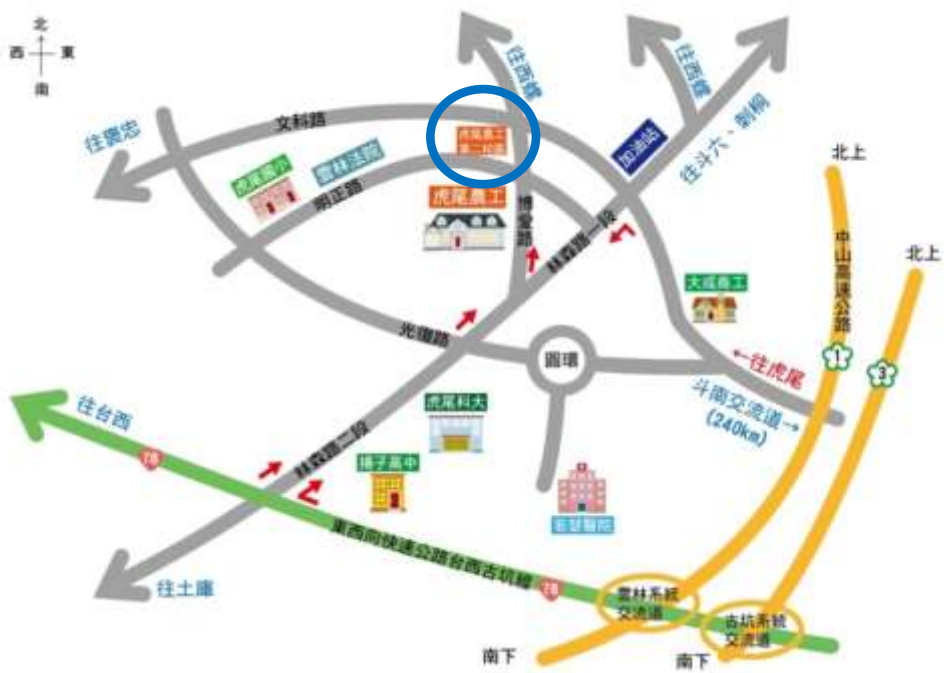 北
西 東
南
往西螺
往西螺
文科路
往褒忠
虎尾農工
第二校區
加油站
往斗六、莿桐
虎尾國小
雲林法院
明正路
虎尾農工
博愛路
林森路一段
北上
中山高速公路
北上
大成商工
光復路
圓環
←往虎尾
1
3
斗南交流道→
(240km)
往台西
78
虎尾科大
林森路二段
揚子高中
若瑟醫院
東西向快速公路台西古坑線
78
往土庫
雲林系統
交流道
古坑系統
交流道
南下
南下